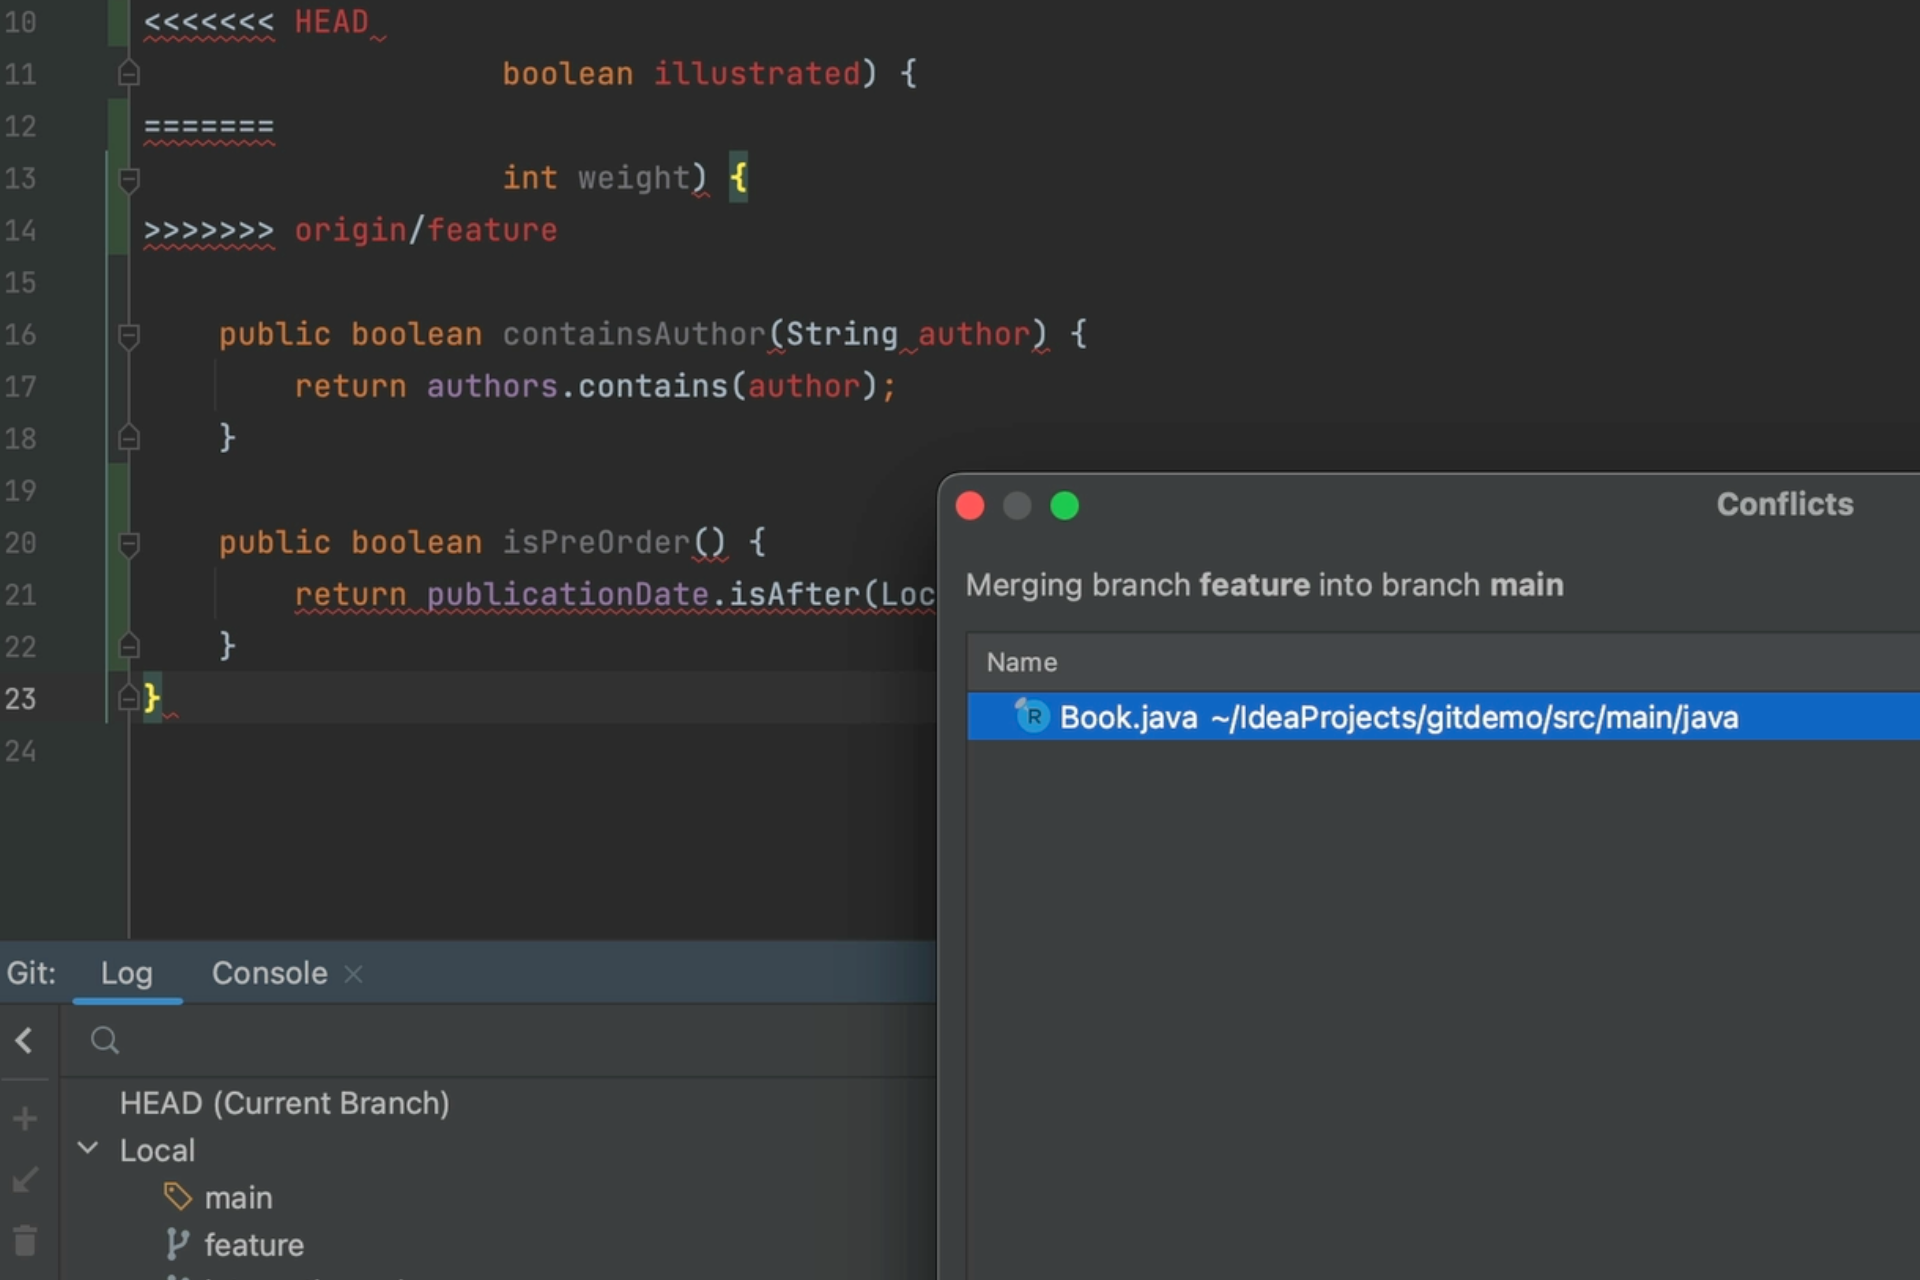 10 <<<<<<< HEAD
11 boolean illustrated) {
12 =======
13 int weight) {
14 >>>>>>> origin/feature
15
16 public boolean containsAuthor(String author) {
17 return authors.contains(author);
18 }
19
20 public boolean isPreOrder() {
21 return publicationDate.isAfter(Loc
22 }
23 }
24
Conflicts
Merging branch feature into branch main
Name
Book.java ~/IdeaProjects/gitdemo/src/main/java
Git: Log Console
HEAD (Current Branch)
Local
main
feature